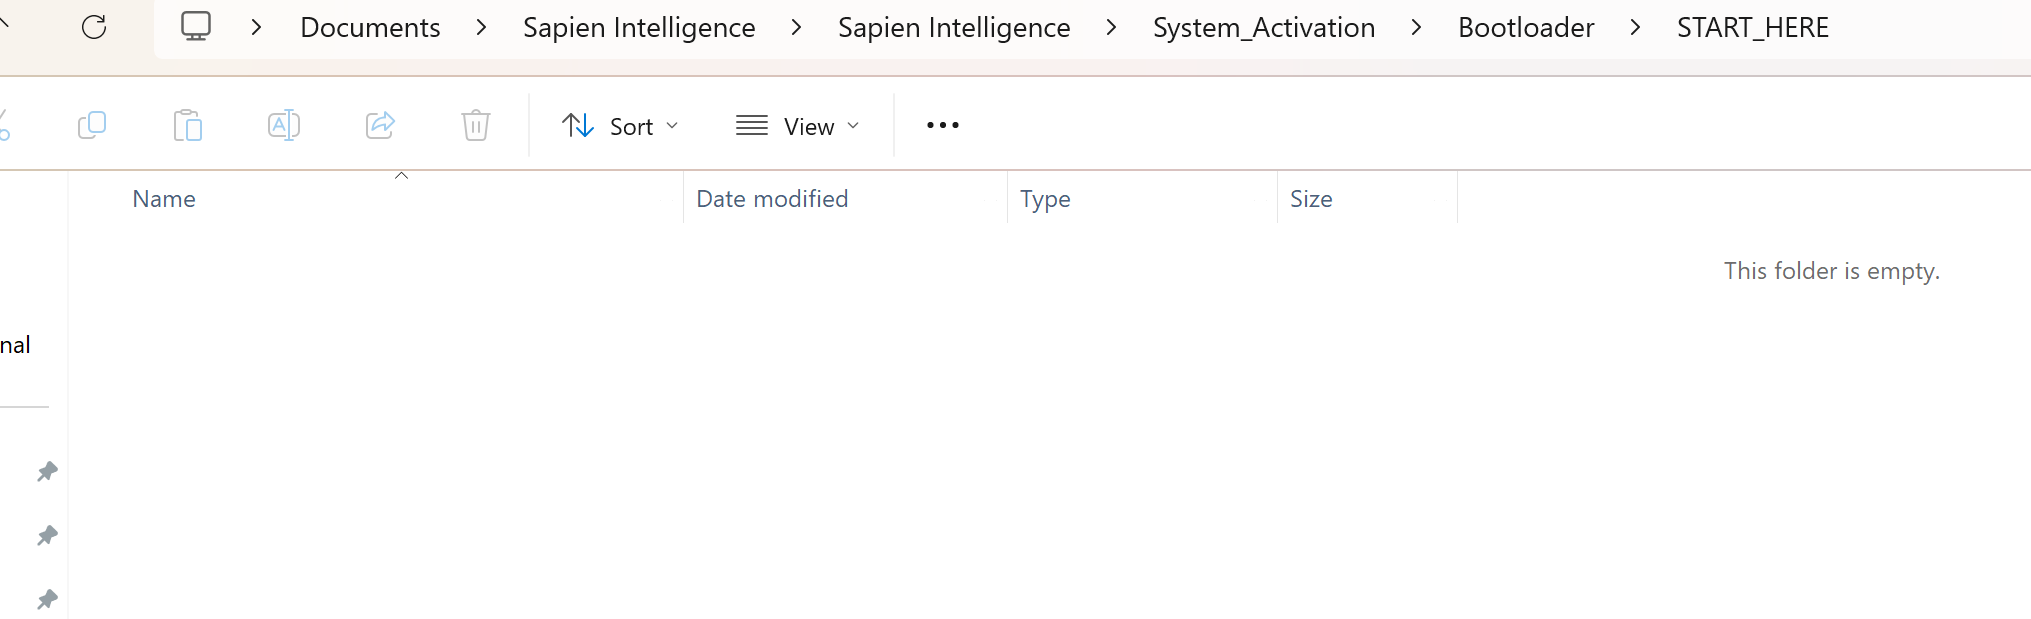 Documents > Sapien Intelligence > Sapien Intelligence > System_Activation > Bootloader > START_HERE
Sort View
Name Date modified Type Size
This folder is empty.
nal